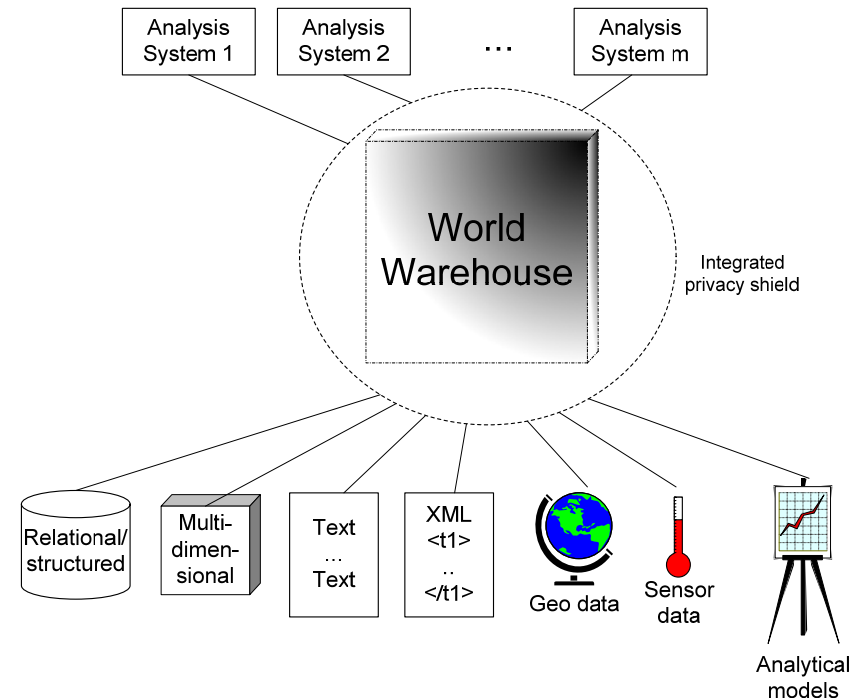 Analysis
System 1
Analysis
System 2
...
Analysis
System m
World
Warehouse
Integrated
privacy shield
Relational/
structured
Multi-
dimen-
sional
Text
...
Text
XML
<t1>
..
</t1>
Geo data
Sensor
data
Analytical
models